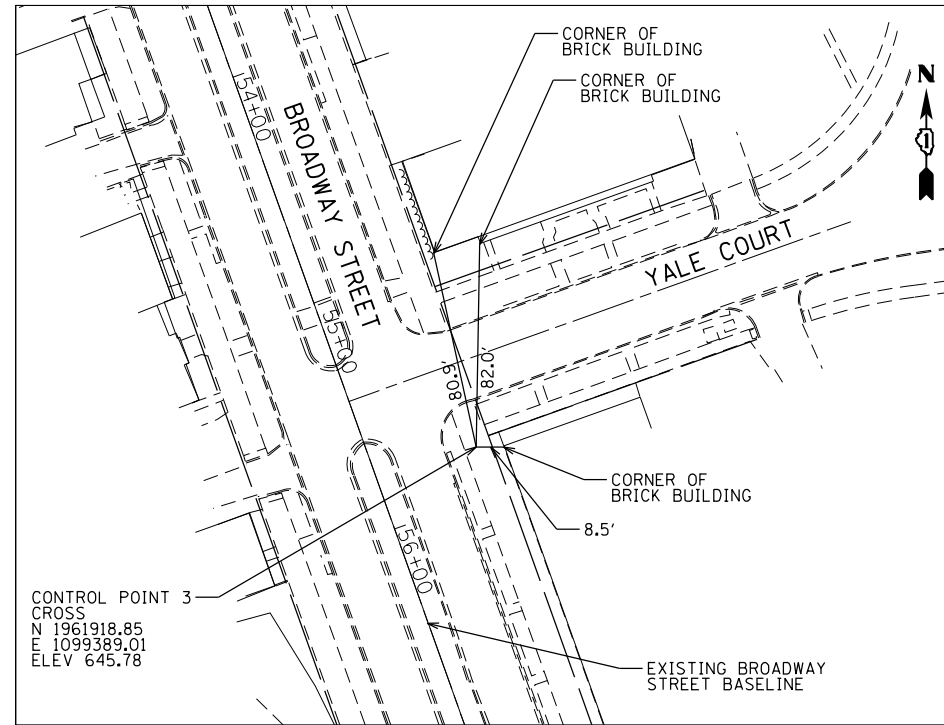 CORNER OF
BRICK BUILDING
CORNER OF
BRICK BUILDING
N
1
154+00
BROADWAY STREET
YALE COURT
155+00
80.9'
82.0'
CORNER OF
BRICK BUILDING
8.5'
156+00
CONTROL POINT 3
CROSS
N 1961918.85
E 1099389.01
ELEV 645.78
EXISTING BROADWAY
STREET BASELINE